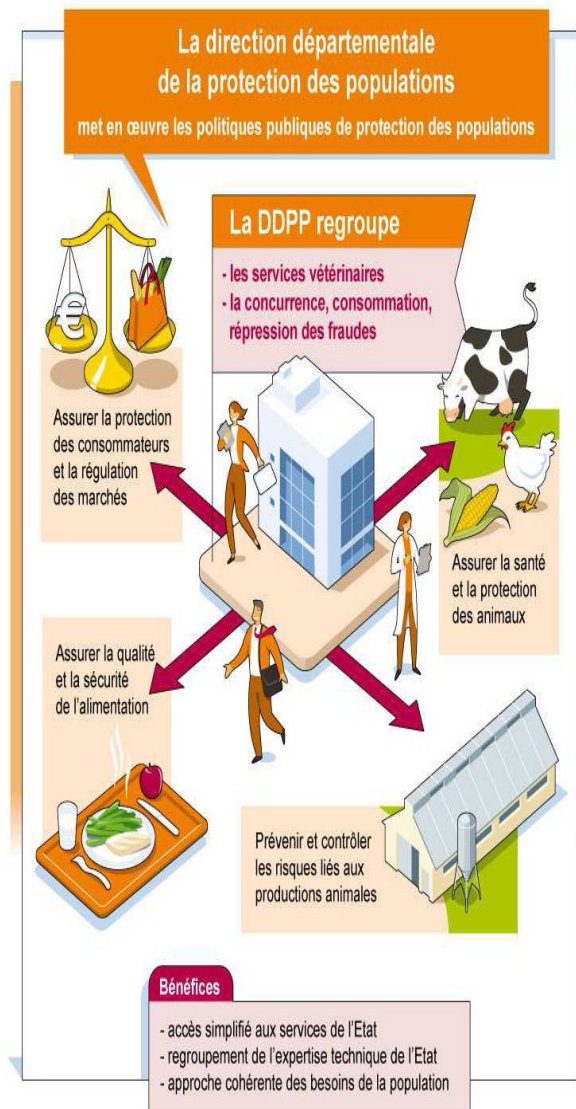 La direction départementale
de la protection des populations
met en œuvre les politiques publiques de protection des populations
La DDPP regroupe
- les services vétérinaires
- la concurrence, consommation,
répression des fraudes
€
Assurer la protection
des consommateurs
et la régulation
des marchés
Assurer la santé
et la protection
des animaux
Assurer la qualité
et la sécurité
de l'alimentation
Prévenir et contrôler
les risques liés aux
productions animales
Bénéfices
- accès simplifié aux services de l'Etat
- regroupement de l'expertise technique de l'Etat
- approche cohérente des besoins de la population